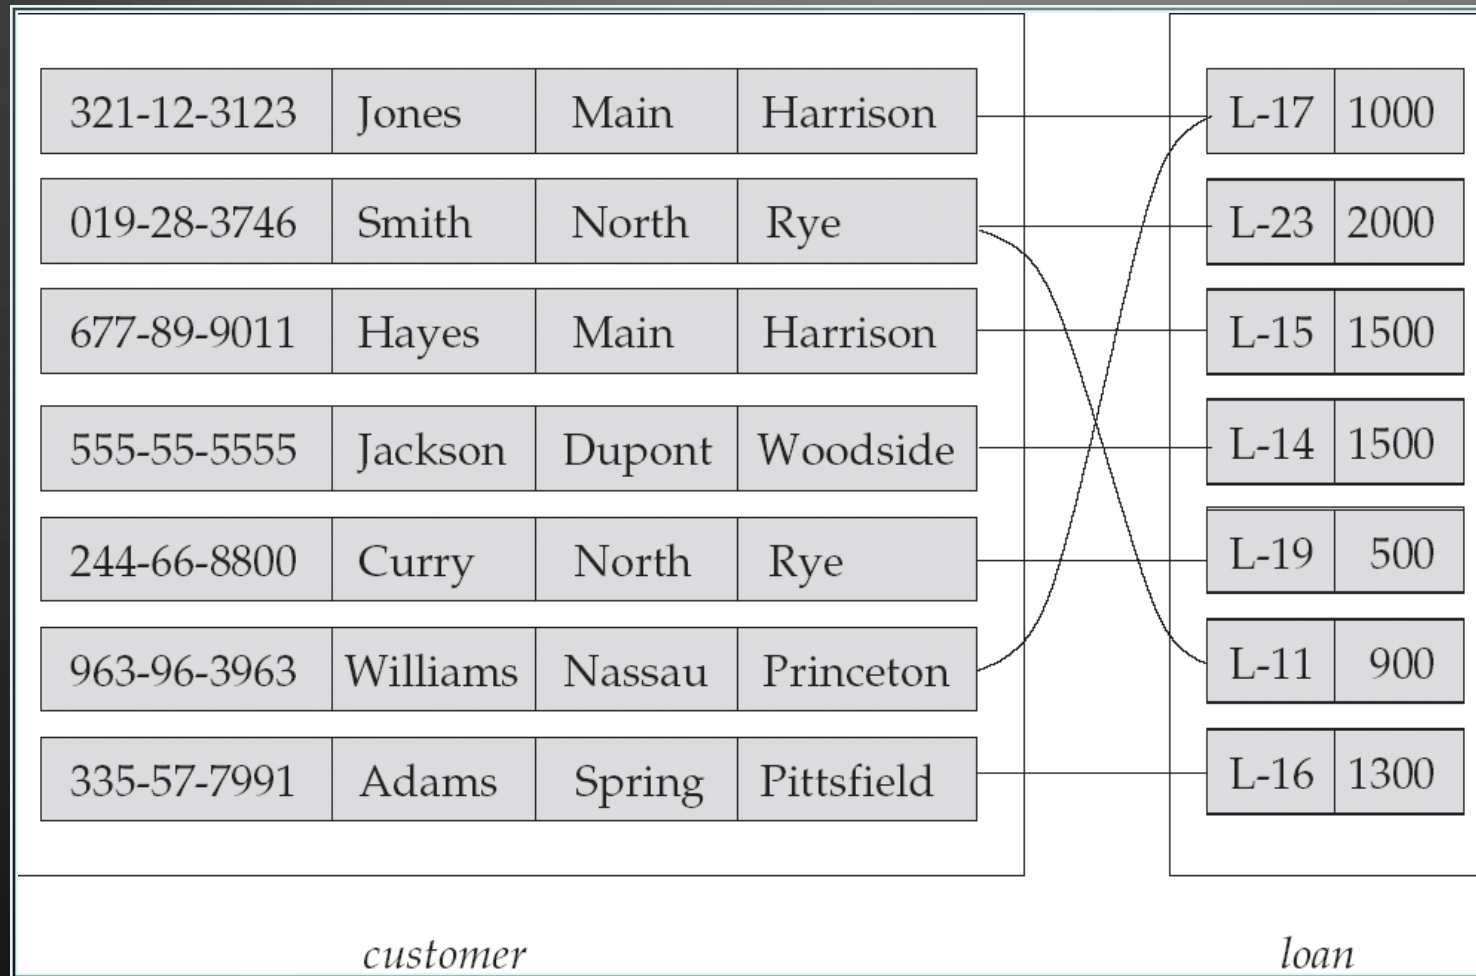 321-12-3123 Jones Main Harrison L-17 1000
019-28-3746 Smith North Rye L-23 2000
677-89-9011 Hayes Main Harrison L-15 1500
555-55-5555 Jackson Dupont Woodside L-14 1500
244-66-8800 Curry North Rye L-19 500
963-96-3963 Williams Nassau Princeton L-11 900
335-57-7991 Adams Spring Pittsfield L-16 1300
customer loan